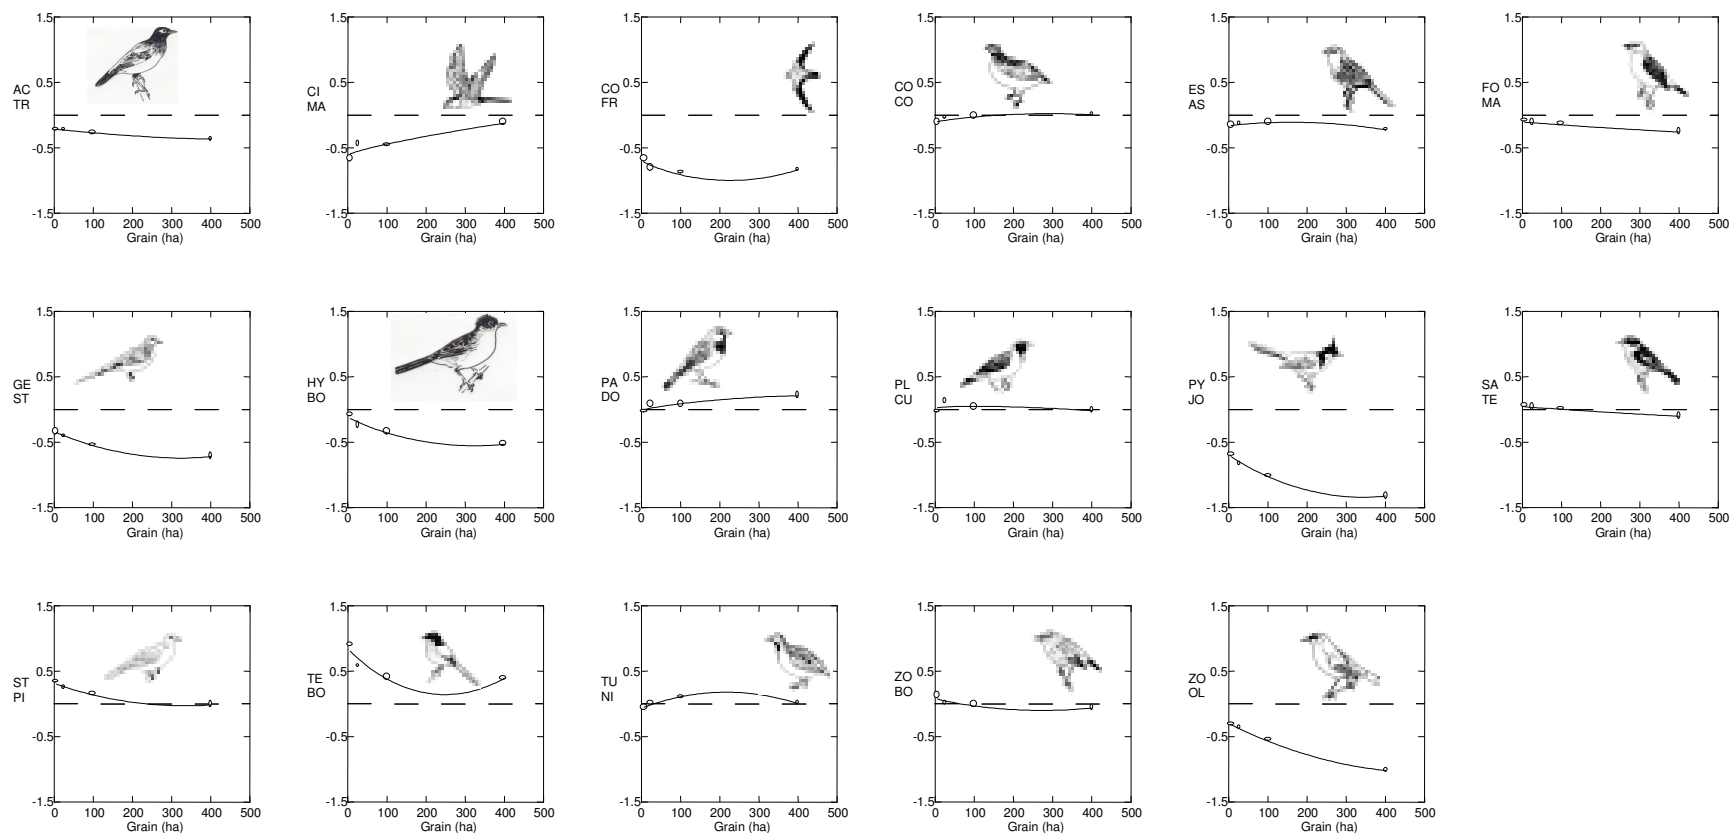 1.5 1.5 1.5 1.5 1.5 1.5
AC CI CO CO ES FO
TR MA FR CO AS MA
0.5 0.5 0.5 0.5 0.5 0.5
-0.5 -0.5 -0.5 -0.5 -0.5 -0.5
-1.5 -1.5 -1.5 -1.5 -1.5 -1.5
0 100 200 300 400 500 0 100 200 300 400 500 0 100 200 300 400 500 0 100 200 300 400 500 0 100 200 300 400 500 0 100 200 300 400 500
Grain (ha) Grain (ha) Grain (ha) Grain (ha) Grain (ha) Grain (ha)
1.5 1.5 1.5 1.5 1.5 1.5
0.5 0.5 0.5 0.5 0.5 0.5
GE HY PA PL PY SA
ST BO DO CU JO TE
-0.5 -0.5 -0.5 -0.5 -0.5 -0.5
-1.5 -1.5 -1.5 -1.5 -1.5 -1.5
0 100 200 300 400 500 0 100 200 300 400 500 0 100 200 300 400 500 0 100 200 300 400 500 0 100 200 300 400 500 0 100 200 300 400 500
Grain (ha) Grain (ha) Grain (ha) Grain (ha) Grain (ha) Grain (ha)
1.5 1.5 1.5 1.5 1.5
0.5 0.5 0.5 0.5 0.5
ST TE TU ZO ZO
PI BO NI BO OL
-0.5 -0.5 -0.5 -0.5 -0.5
-1.5 -1.5 -1.5 -1.5 -1.5
0 100 200 300 400 500 0 100 200 300 400 500 0 100 200 300 400 500 0 100 200 300 400 500 0 100 200 300 400 500
Grain (ha) Grain (ha) Grain (ha) Grain (ha) Grain (ha)